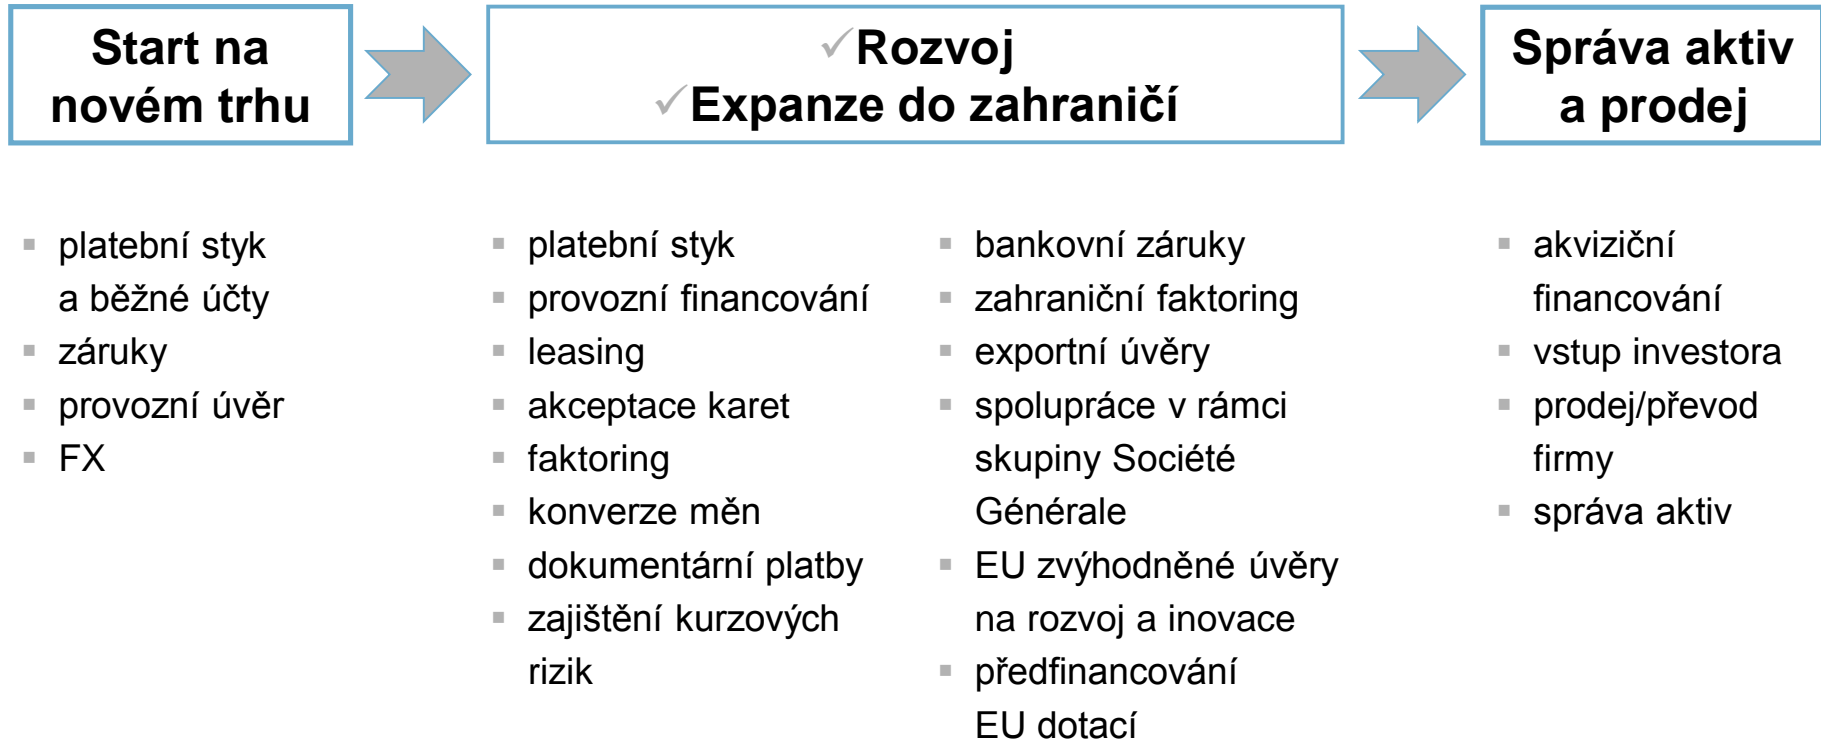 Start na
novém trhu
✓Rozvoj
✓Expanze do zahraničí
Správa aktiv
a prodej
▪ platební styk
a běžné účty
▪ záruky
▪ provozní úvěr
▪ FX
▪ platební styk
▪ provozní financování
▪ leasing
▪ akceptace karet
▪ faktoring
▪ konverze měn
▪ dokumentární platby
▪ zajištění kurzových
rizik
▪ bankovní záruky
▪ zahraniční faktoring
▪ exportní úvěry
▪ spolupráce v rámci
skupiny Société
Générale
▪ EU zvýhodněné úvěry
na rozvoj a inovace
▪ předfinancování
EU dotací
▪ akviziční
financování
▪ vstup investora
▪ prodej/převod
firmy
▪ správa aktiv